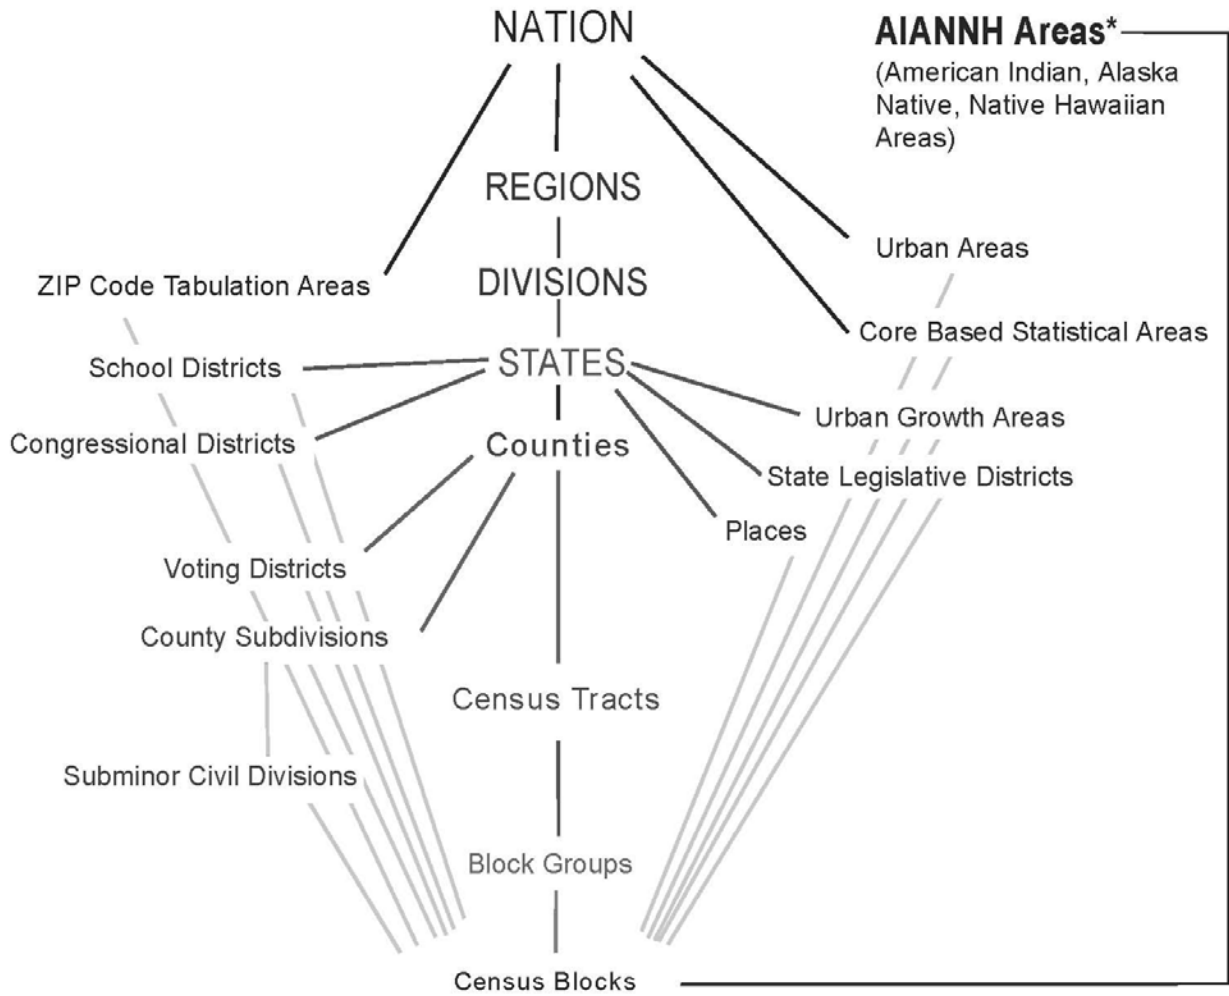 NATION
AIANNH Areas*
(American Indian, Alaska
Native, Native Hawaiian
Areas)
REGIONS
Urban Areas
ZIP Code Tabulation Areas
DIVISIONS
Core Based Statistical Areas
School Districts
STATES
Urban Growth Areas
Congressional Districts
Counties
State Legislative Districts
Places
Voting Districts
County Subdivisions
Census Tracts
Subminor Civil Divisions
Block Groups
Census Blocks